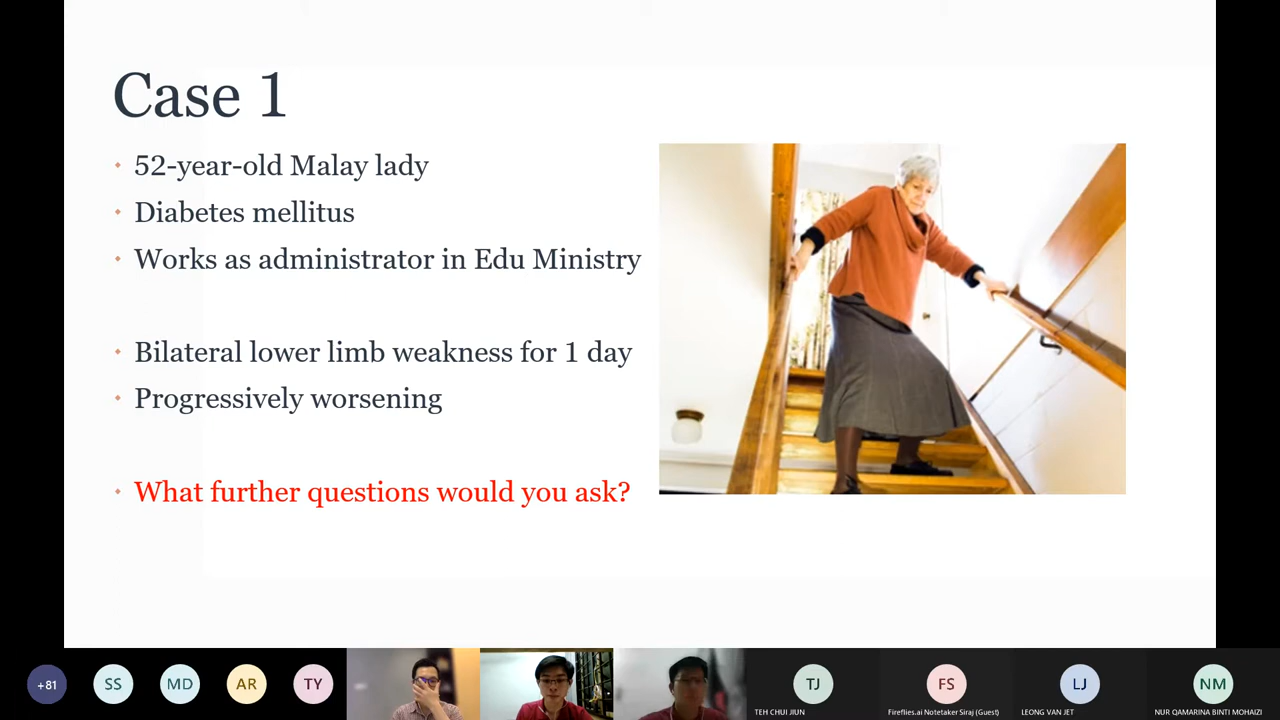 Case 1
52-year-old Malay lady
Diabetes mellitus
Works as administrator in Edu Ministry
Bilateral lower limb weakness for 1 day
Progressively worsening
What further questions would you ask?
+81
SS
MD
AR
TY
TJ
FS
LJ
NM
TEH CHUI JIUN
Fireflies.ai Notetaker Siraj (Guest)
LEONG VAN JET
NUR QAMARINA BINTI MOHAIZI